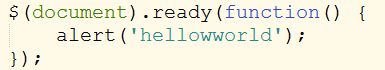 $(document).ready(function() {
    alert('hellowworld');
});